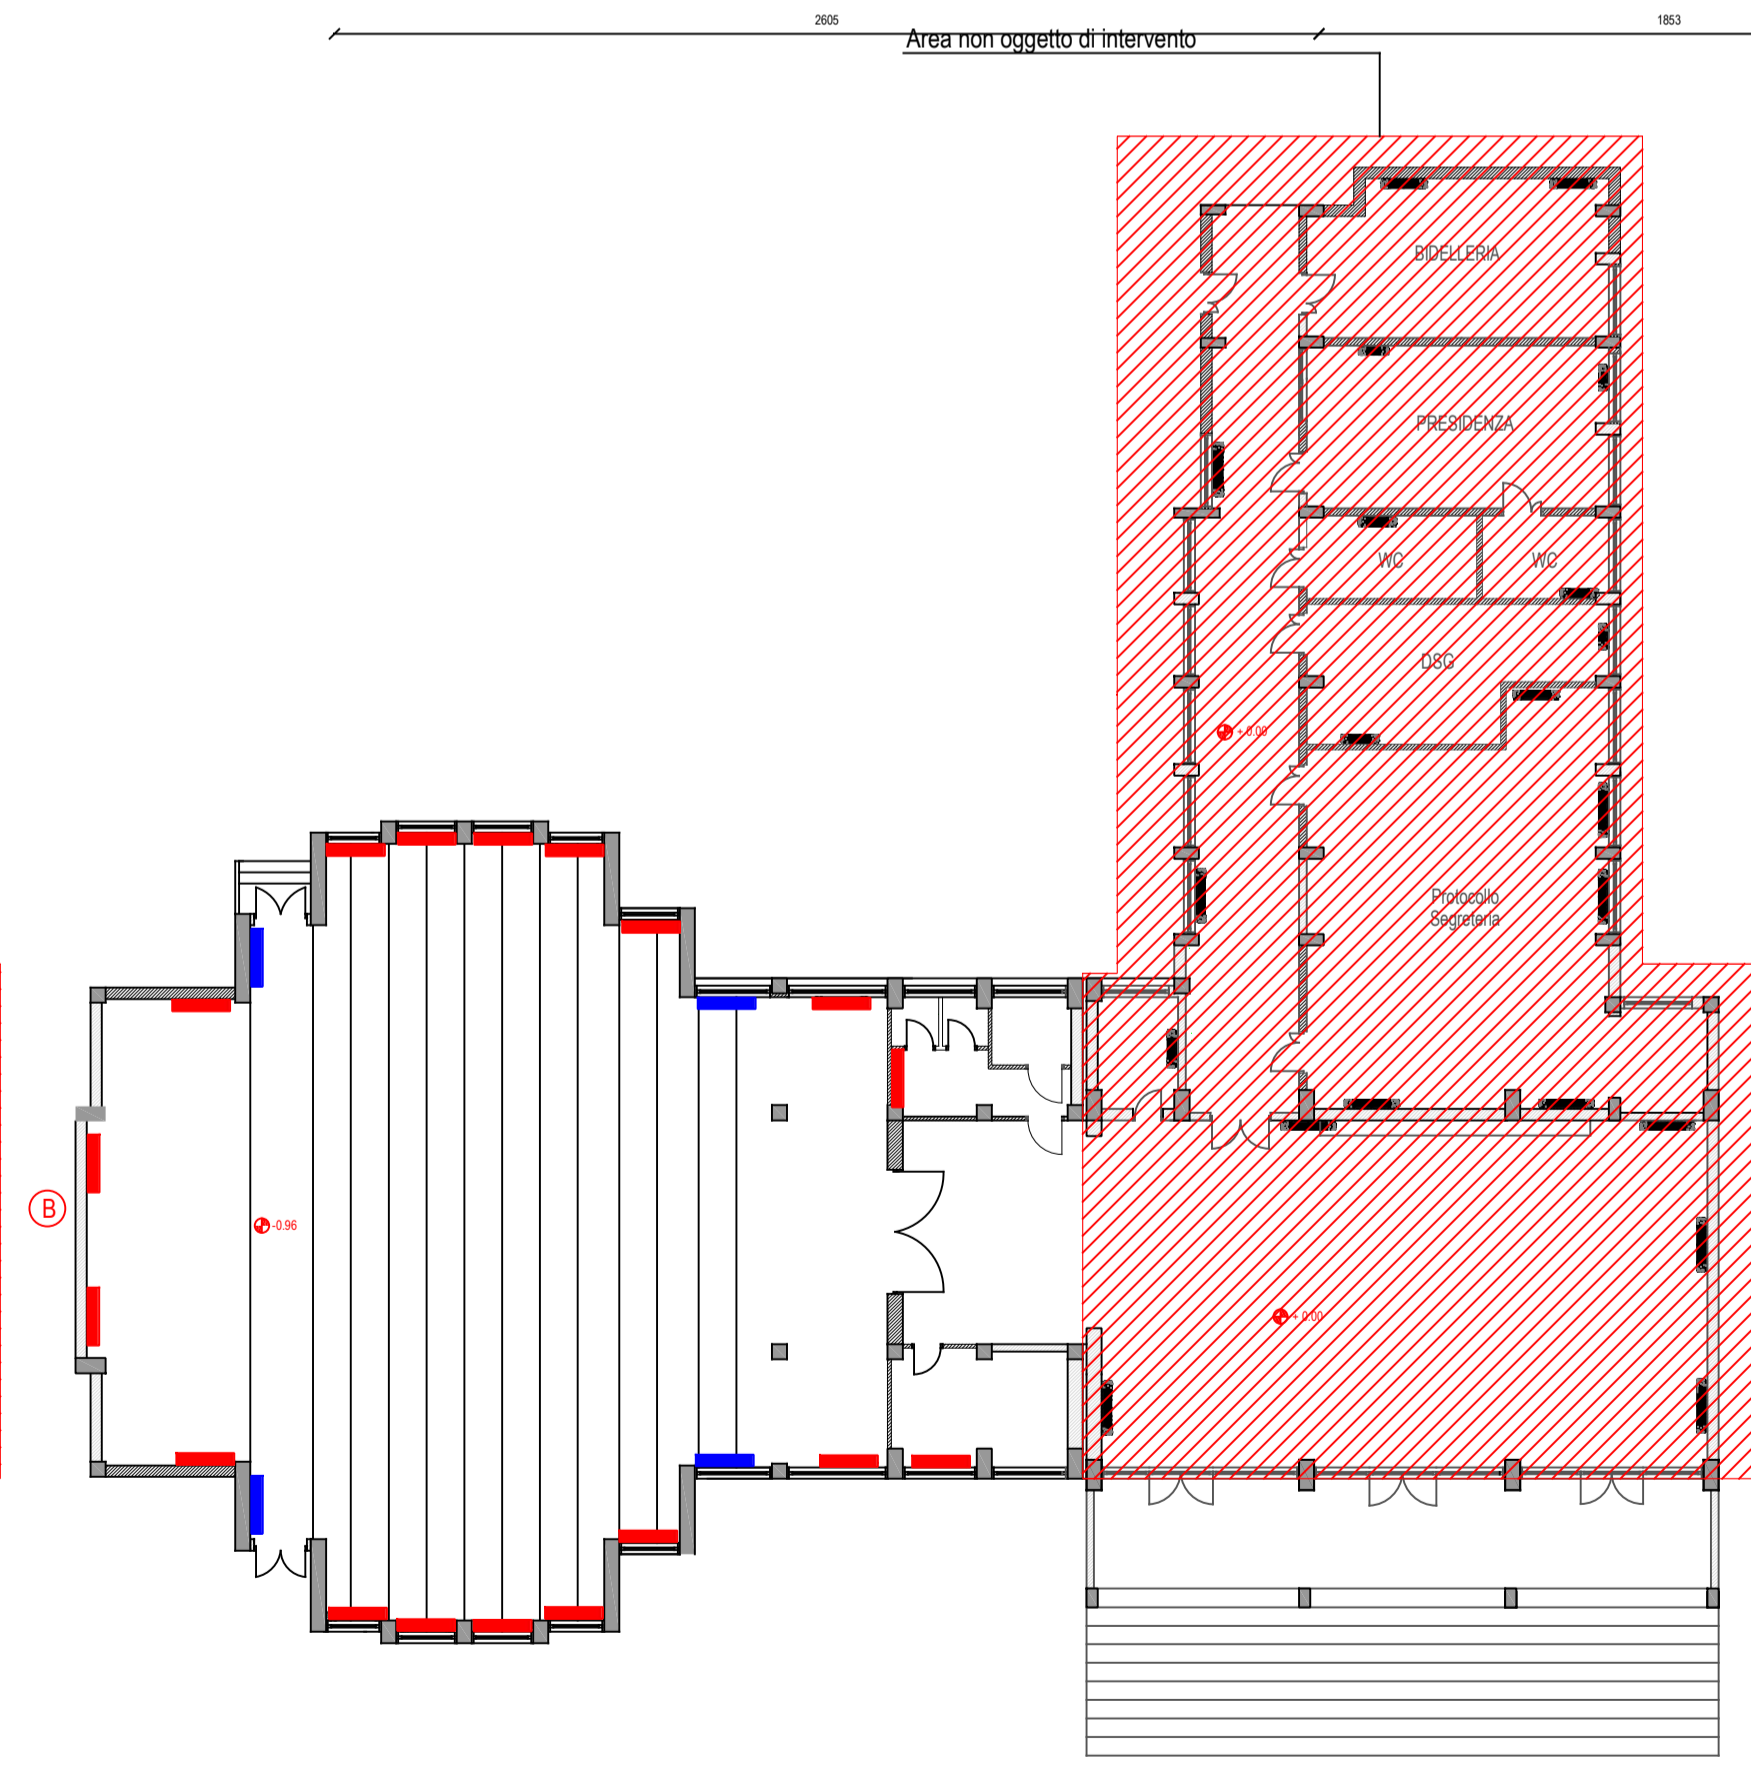 2605
1853
Area non oggetto di intervento
BIDELLERIA
PRESIDENZA
WC
WC
DSG
+ 0.00
Protocollo
Segreteria
B
-0.96
+ 0.00